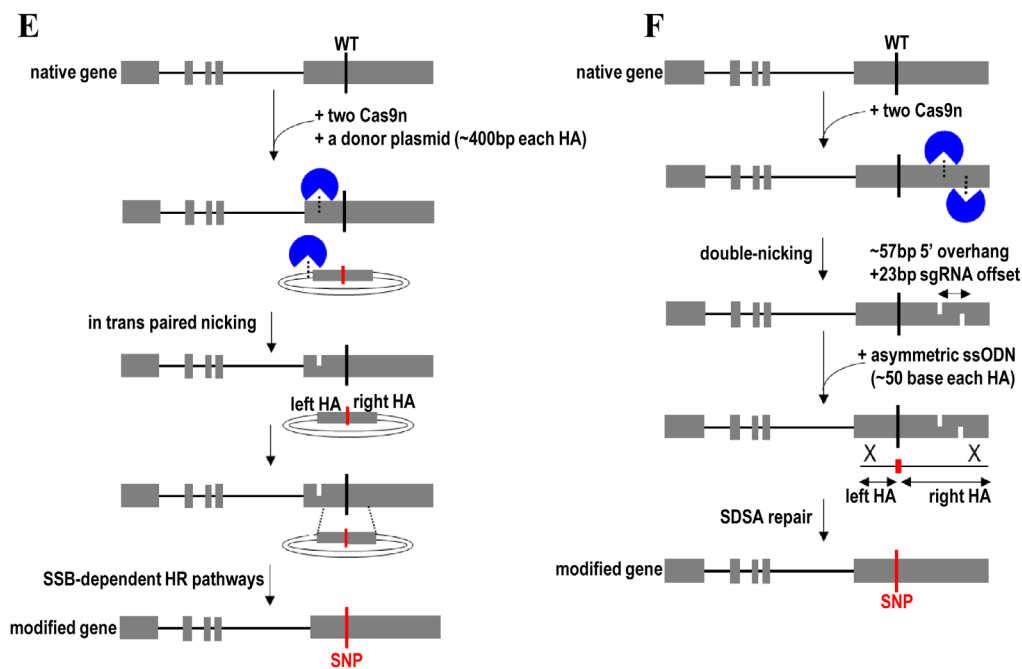 E
WT
native gene
+ two Cas9n
+ a donor plasmid (~400bp each HA)
in trans paired nicking
left HA
right HA
SSB-dependent HR pathways
modified gene
SNP
F
WT
native gene
+ two Cas9n
double-nicking
~57bp 5' overhang
+23bp sgRNA offset
+ asymmetric ssODN
(~50 base each HA)
left HA
right HA
SDSA repair
modified gene
SNP